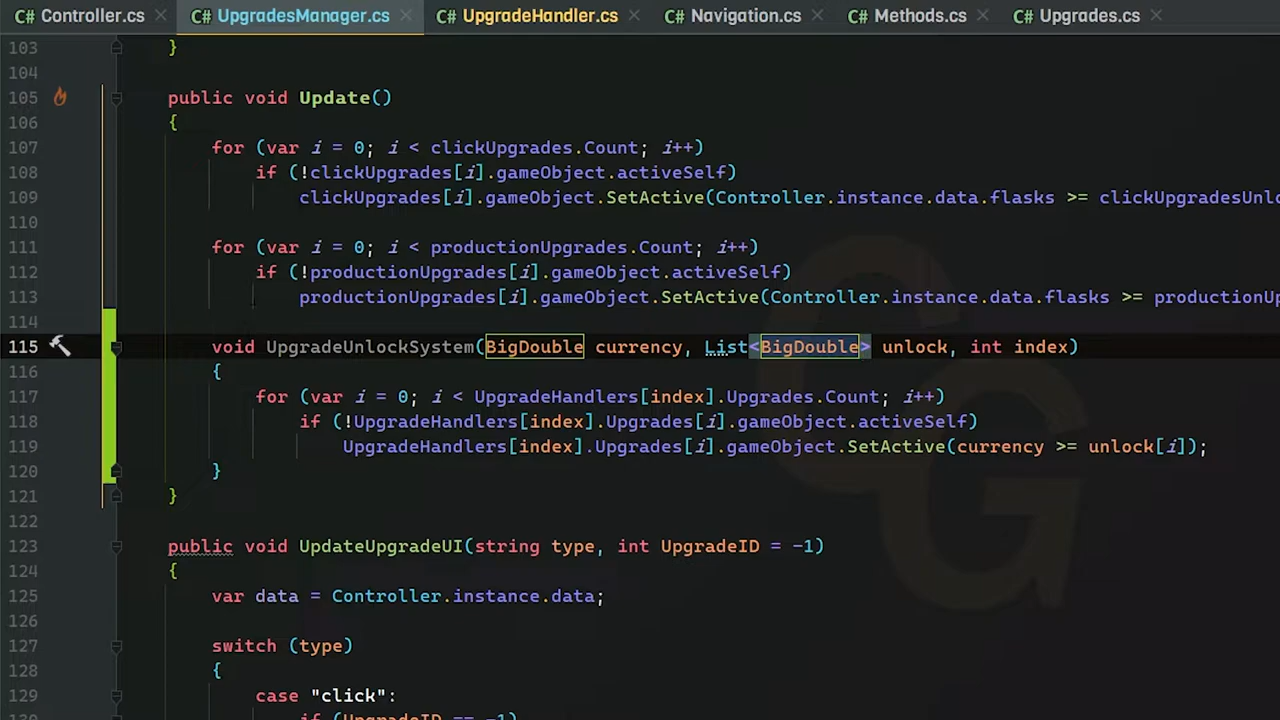 C# Controller.cs × C# UpgradesManager.cs × C# UpgradeHandler.cs × C# Navigation.cs × C# Methods.cs × C# Upgrades.cs ×
103 }
104
105 public void Update()
106 {
107 for (var i = 0; i < clickUpgrades.Count; i++)
108 if (!clickUpgrades[i].gameObject.activeSelf)
109 clickUpgrades[i].gameObject.SetActive(Controller.instance.data.flasks >= clickUpgradesUnlo
110
111 for (var i = 0; i < productionUpgrades.Count; i++)
112 if (!productionUpgrades[i].gameObject.activeSelf)
113 productionUpgrades[i].gameObject.SetActive(Controller.instance.data.flasks >= productionUp
114
115 void UpgradeUnlockSystem(BigDouble currency, List<BigDouble> unlock, int index)
116 {
117 for (var i = 0; i < UpgradeHandlers[index].Upgrades.Count; i++)
118 if (!UpgradeHandlers[index].Upgrades[i].gameObject.activeSelf)
119 UpgradeHandlers[index].Upgrades[i].gameObject.SetActive(currency >= unlock[i]);
120 }
121 }
122
123 public void UpdateUpgradeUI(string type, int UpgradeID = -1)
124 {
125 var data = Controller.instance.data;
126
127 switch (type)
128 {
129 case "click":
130 if (UpgradeID == -1)